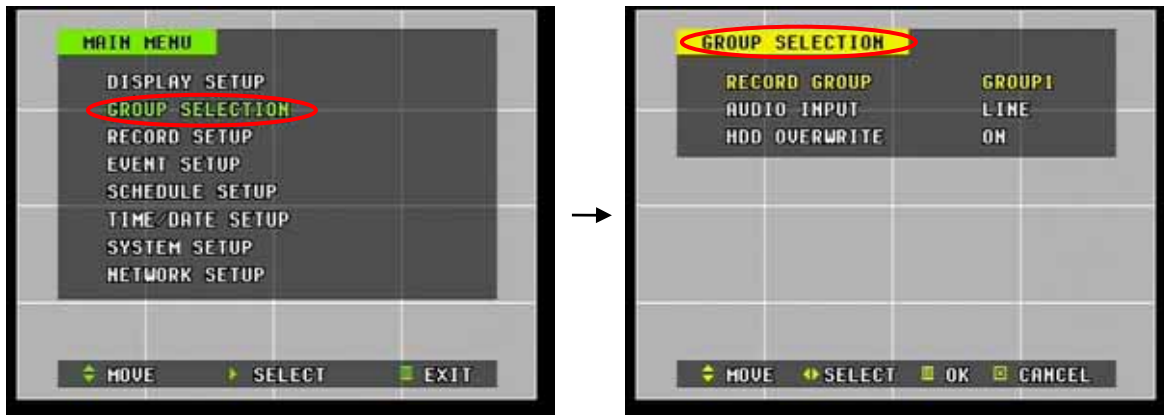 MAIN MENU
DISPLAY SETUP
GROUP SELECTION
RECORD SETUP
EVENT SETUP
SCHEDULE SETUP
TIME/DATE SETUP
SYSTEM SETUP
NETWORK SETUP
MOVE SELECT EXIT
GROUP SELECTION
RECORD GROUP GROUP1
AUDIO INPUT LINE
HDD OVERWRITE ON
MOVE SELECT OK CANCEL